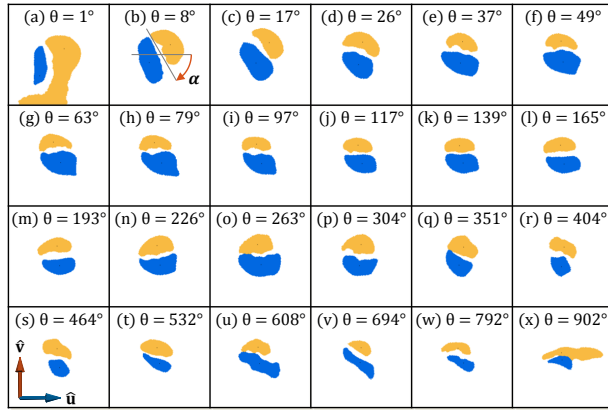 (a) θ = 1° (b) θ = 8° (c) θ = 17° (d) θ = 26° (e) θ = 37° (f) θ = 49°
α
(g) θ = 63° (h) θ = 79° (i) θ = 97° (j) θ = 117° (k) θ = 139° (l) θ = 165°
(m) θ = 193° (n) θ = 226° (o) θ = 263° (p) θ = 304° (q) θ = 351° (r) θ = 404°
(s) θ = 464° (t) θ = 532° (u) θ = 608° (v) θ = 694° (w) θ = 792° (x) θ = 902°
v̂
û